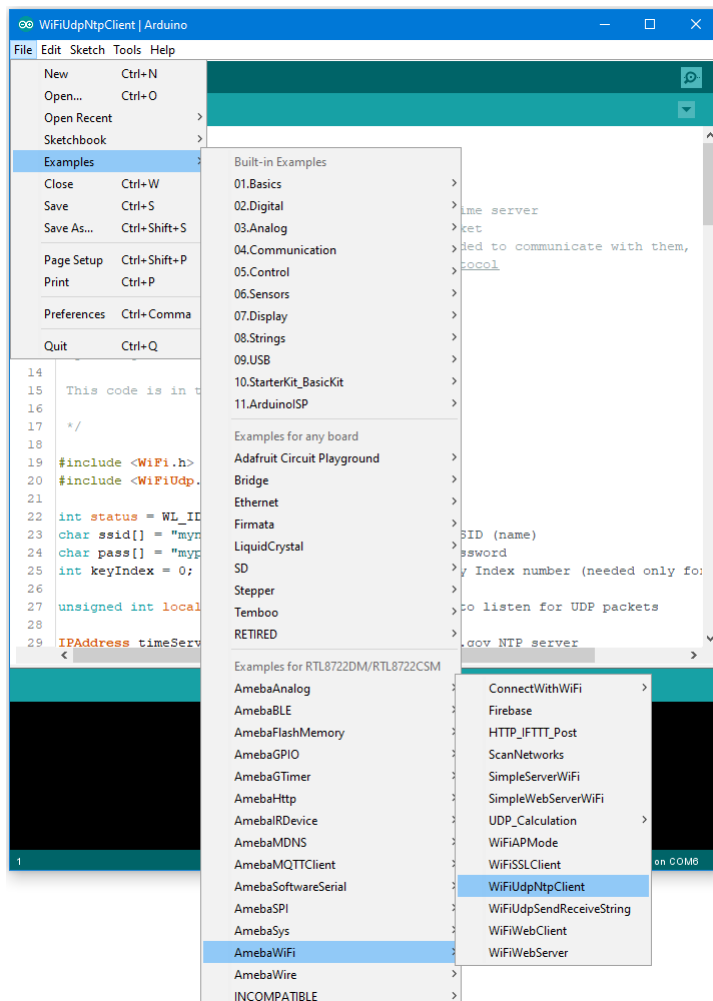 WiFiUdpNtpClient | Arduino
File Edit Sketch Tools Help
New Ctrl+N
Open... Ctrl+O
Open Recent
Sketchbook
Examples
Close Ctrl+W
Save Ctrl+S
Save As... Ctrl+Shift+S
Page Setup Ctrl+Shift+P
Print Ctrl+P
Preferences Ctrl+Comma
Quit Ctrl+Q
Built-in Examples
01.Basics
02.Digital
03.Analog
04.Communication
05.Control
06.Sensors
07.Display
08.Strings
09.USB
10.StarterKit_BasicKit
11.ArduinoISP
Examples for any board
Adafruit Circuit Playground
Bridge
Ethernet
Firmata
LiquidCrystal
SD
Stepper
Temboo
RETIRED
Examples for RTL8722DM/RTL8722CSM
AmebaAnalog
AmebaBLE
AmebaFlashMemory
AmebaGPIO
AmebaGTimer
AmebaHttp
AmebaIRDevice
AmebaMDNS
AmebaMQTTClient
AmebaSoftwareSerial
AmebaSPI
AmebaSys
AmebaWiFi
AmebaWire
INCOMPATIBLE
ConnectWithWiFi
Firebase
HTTP_IFTTT_Post
ScanNetworks
SimpleServerWiFi
SimpleWebServerWiFi
UDP_Calculation
WiFiAPMode
WiFiSSLClient
WiFiUdpNtpClient
WiFiUdpSendReceiveString
WiFiWebClient
WiFiWebServer
ime server
ket
ded to communicate with them,
tocol
14
15 This code is in t
16
17 */
18
19 #include <WiFi.h>
20 #include <WiFiUdp.
21
22 int status = WL_ID
23 char ssid[] = "myn SSID (name)
24 char pass[] = "myp ssword
25 int keyIndex = 0; y Index number (needed only for
26
27 unsigned int local to listen for UDP packets
28
29 IPAddress timeServ .gov NTP server
1 on COM6